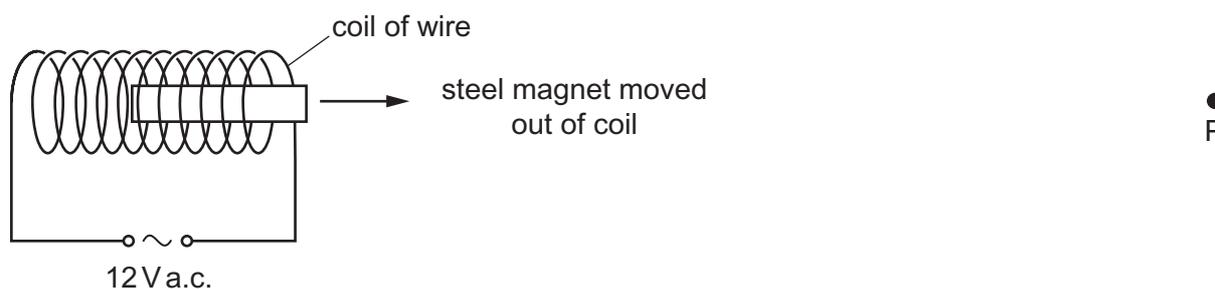 coil of wire
steel magnet moved
out of coil
P
12 V a.c.